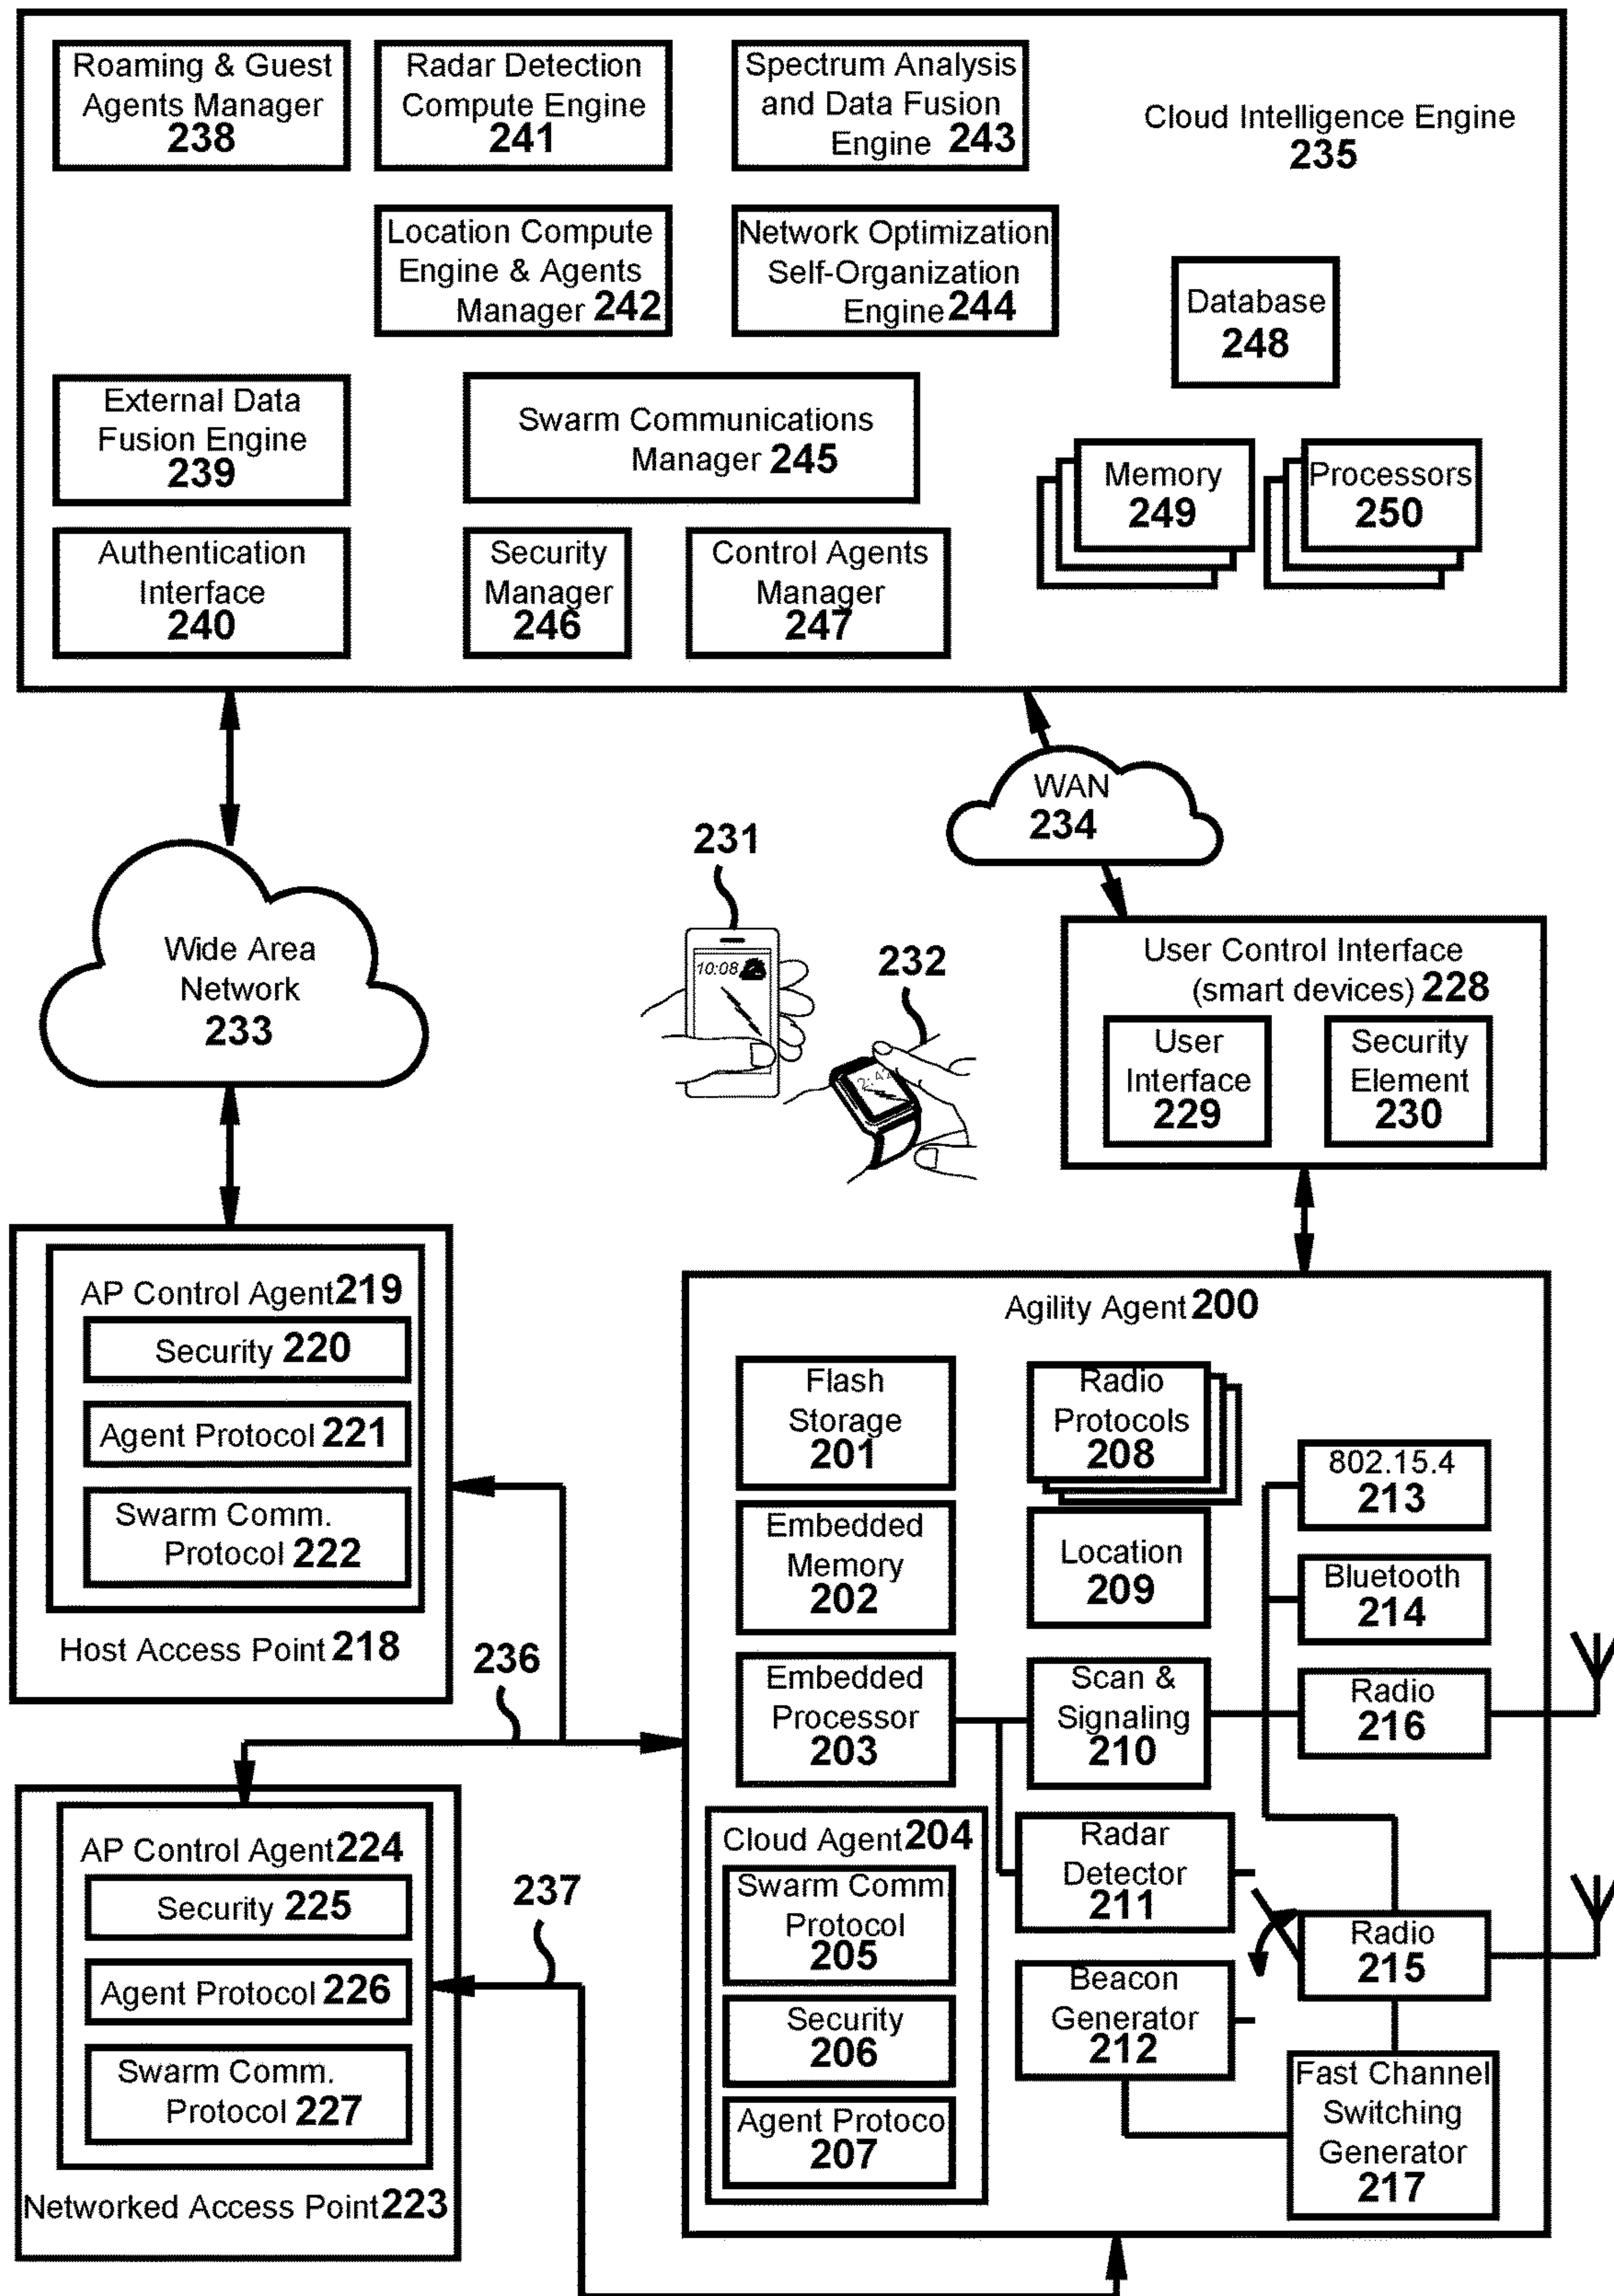 Roaming & Guest
Agents Manager
238
Radar Detection
Compute Engine
241
Spectrum Analysis
and Data Fusion
Engine 243
Cloud Intelligence Engine
235
Location Compute
Engine & Agents
Manager 242
Network Optimization
Self-Organization
Engine 244
Database
248
External Data
Fusion Engine
239
Swarm Communications
Manager 245
Memory
249
Processors
250
Authentication
Interface
240
Security
Manager
246
Control Agents
Manager
247
WAN
234
231
10:08
232
2:42
Wide Area
Network
233
User Control Interface
(smart devices) 228
User
Interface
229
Security
Element
230
AP Control Agent 219
Security 220
Agent Protocol 221
Swarm Comm.
Protocol 222
Host Access Point 218
236
Agility Agent 200
Flash
Storage
201
Radio
Protocols
208
802.15.4
213
Embedded
Memory
202
Location
209
Bluetooth
214
Embedded
Processor
203
Scan &
Signaling
210
Radio
216
Cloud Agent 204
Swarm Comm
Protocol
205
Security
206
Agent Protoco
207
Radar
Detector
211
Radio
215
Beacon
Generator
212
Fast Channel
Switching
Generator
217
AP Control Agent 224
Security 225
Agent Protocol 226
Swarm Comm.
Protocol 227
Networked Access Point 223
237